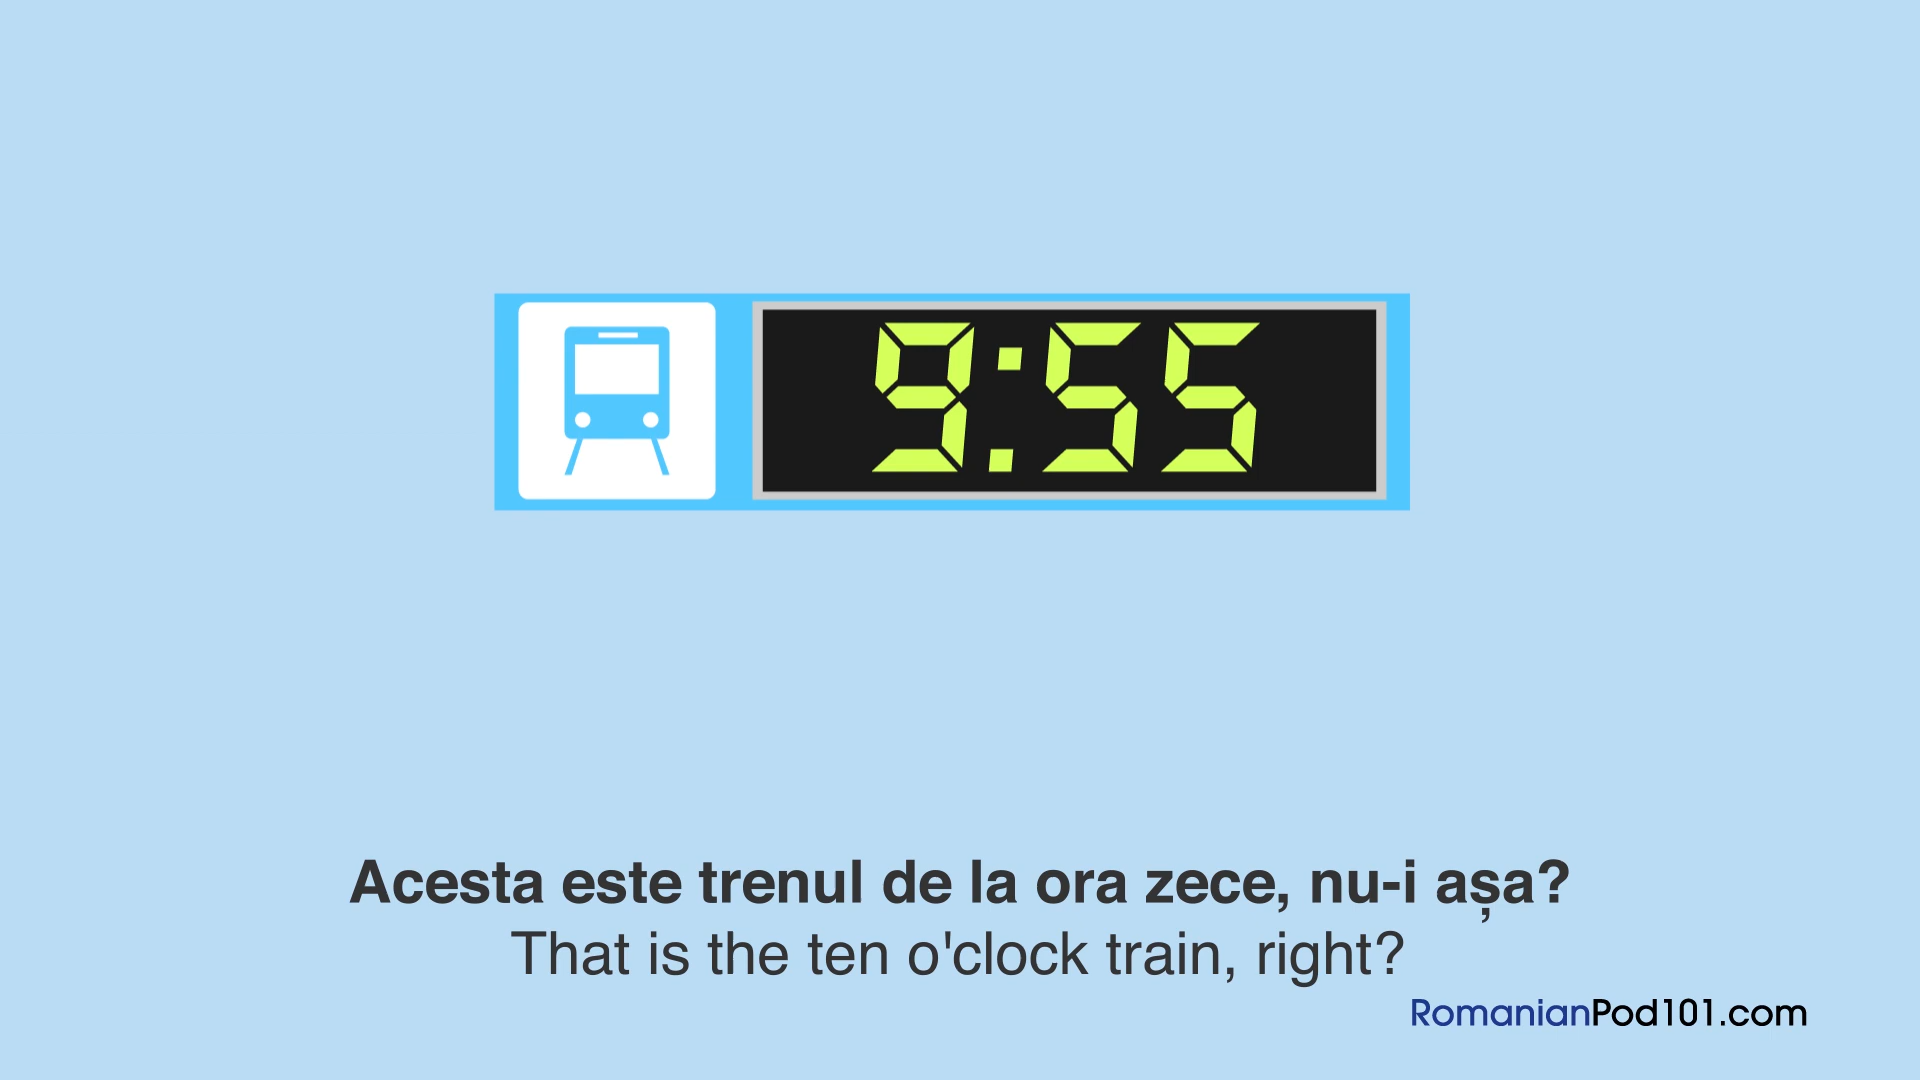 9:55
Acesta este trenul de la ora zece, nu-i așa?
That is the ten o'clock train, right?
RomanianPod101.com